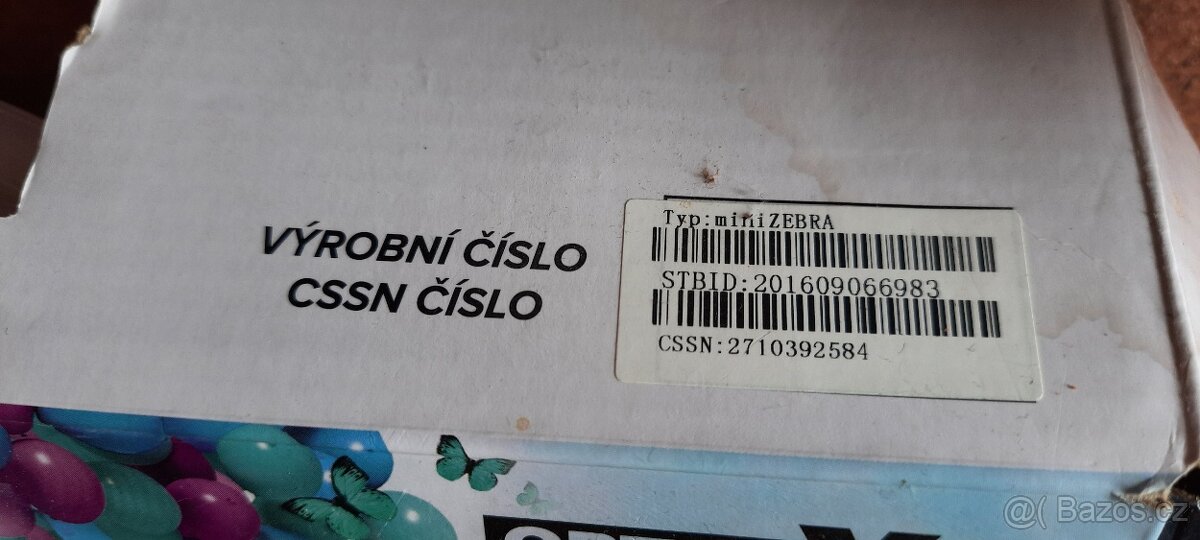 VÝROBNÍ ČÍSLO
CSSN ČÍSLO
Typ:miniZEBRA
STBID:201609066983
CSSN:2710392584
@( Bazos.cz